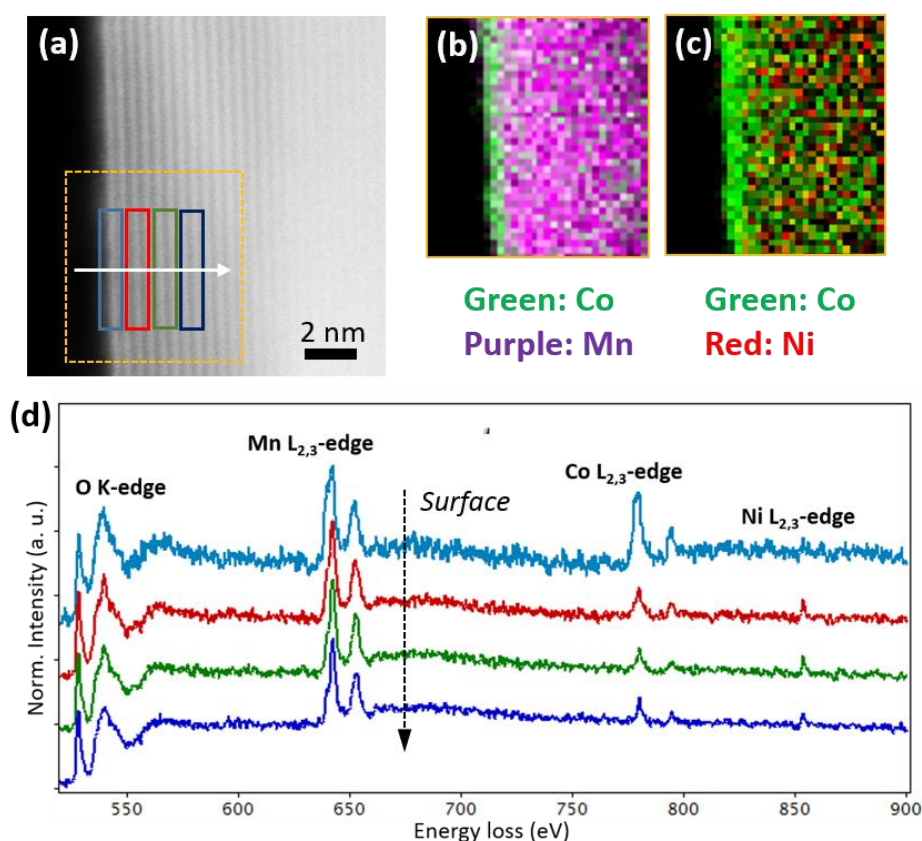 (a)
2 nm
(b)
(c)
Green: Co
Purple: Mn
Green: Co
Red: Ni
(d)
Norm. Intensity (a. u.)
O K-edge
Mn L2,3-edge
Surface
Co L2,3-edge
Ni L2,3-edge
550 600 650 700 750 800 850 900
Energy loss (eV)